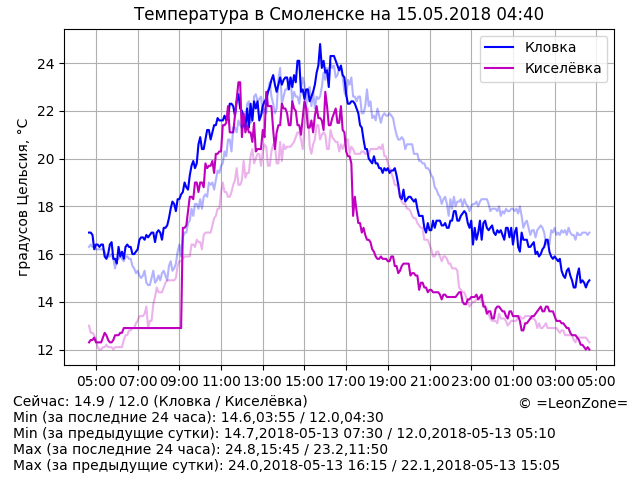 Температура в Смоленске на 15.05.2018 04:40
Кловка
Киселёвка
градусов Цельсия, °C
24
22
20
18
16
14
12
05:00 07:00 09:00 11:00 13:00 15:00 17:00 19:00 21:00 23:00 01:00 03:00 05:00
Сейчас: 14.9 / 12.0 (Кловка / Киселёвка)
© =LeonZone=
Min (за последние 24 часа): 14.6,03:55 / 12.0,04:30
Min (за предыдущие сутки): 14.7,2018-05-13 07:30 / 12.0,2018-05-13 05:10
Max (за последние 24 часа): 24.8,15:45 / 23.2,11:50
Max (за предыдущие сутки): 24.0,2018-05-13 16:15 / 22.1,2018-05-13 15:05